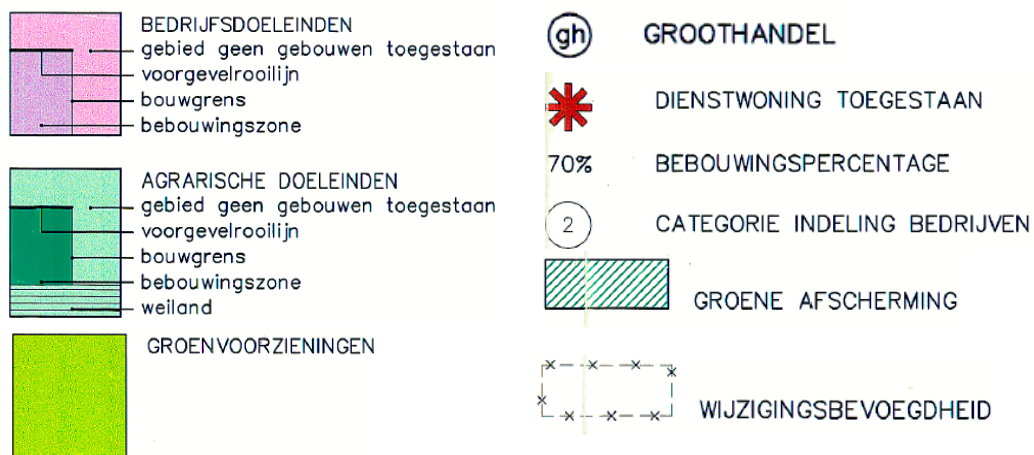 BEDRIJFSDOELEINDEN
gebied geen gebouwen toegestaan
voorgevelrooilijn
bouwgrens
bebouwingszone
AGRARISCHE DOELEINDEN
gebied geen gebouwen toegestaan
voorgevelrooilijn
bouwgrens
bebouwingszone
weiland
GROENVOORZIENINGEN
gh GROOTHANDEL
DIENSTWONING TOEGESTAAN
70% BEBOUWINGSPERCENTAGE
2 CATEGORIE INDELING BEDRIJVEN
GROENE AFSCHERMING
WIJZIGINGSBEVOEGDHEID